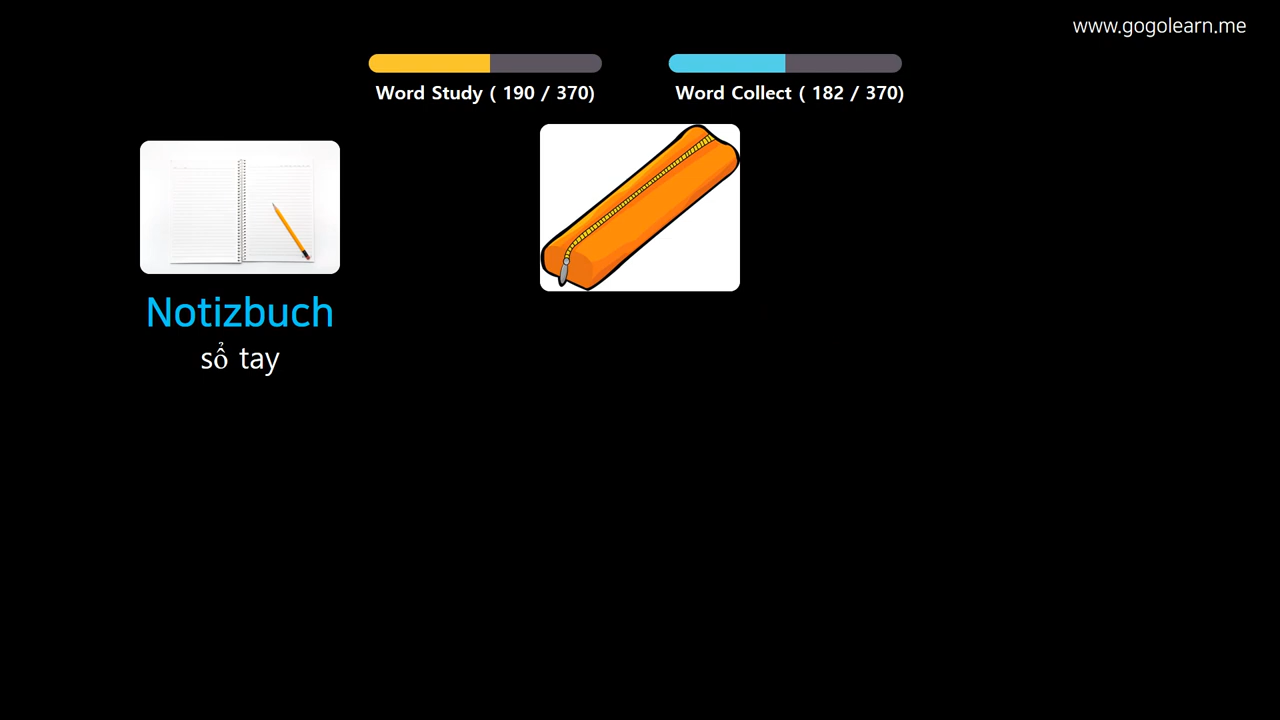 www.gogolearn.me
Word Study ( 190 / 370)
Word Collect ( 182 / 370)
Notizbuch
sổ tay